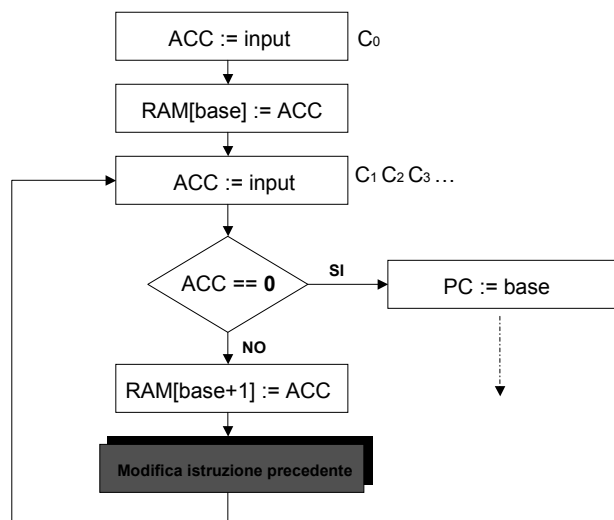 ACC := input
C0
RAM[base] := ACC
ACC := input
C1 C2 C3 ...
ACC == 0
SI
PC := base
NO
RAM[base+1] := ACC
Modifica istruzione precedente